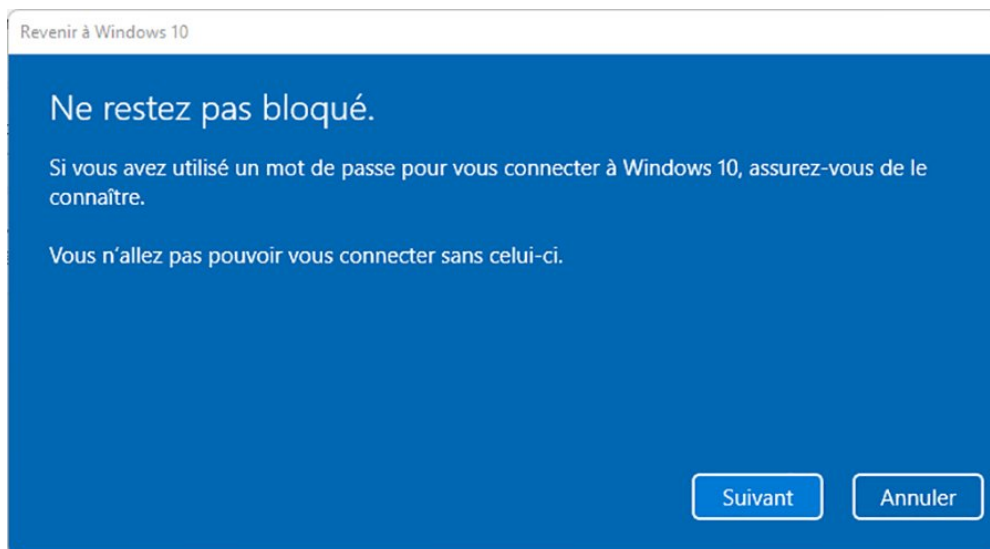 Revenir à Windows 10
Ne restez pas bloqué.
Si vous avez utilisé un mot de passe pour vous connecter à Windows 10, assurez-vous de le
connaître.
Vous n’allez pas pouvoir vous connecter sans celui-ci.
Suivant
Annuler